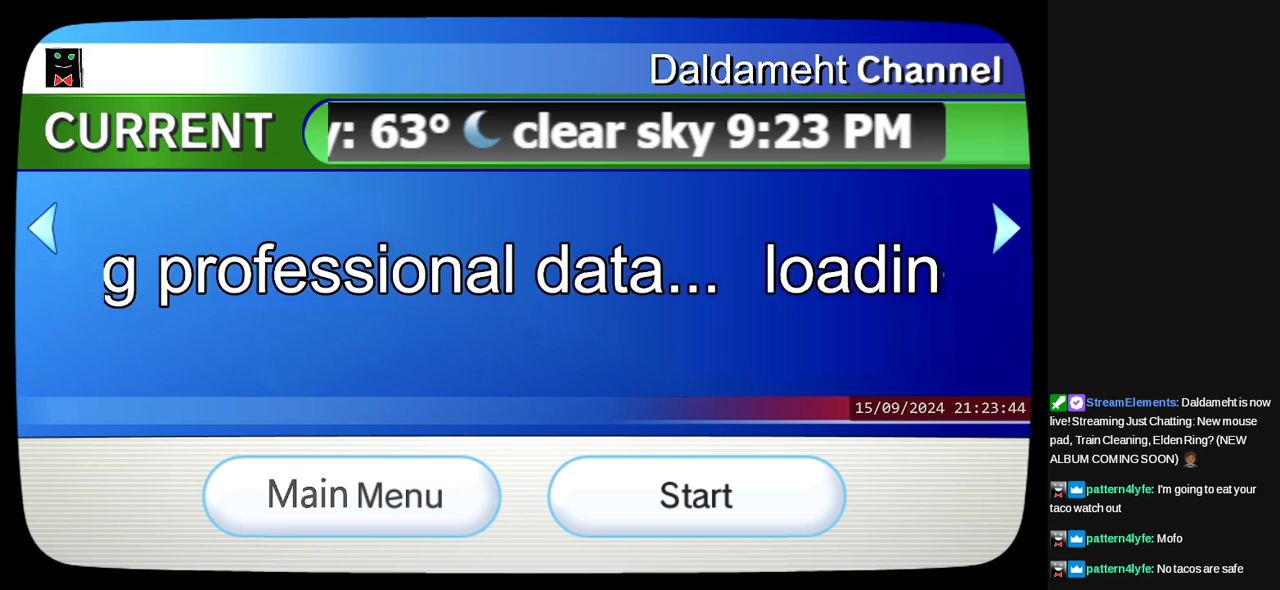 Daldameht Channel
CURRENT
y: 63° clear sky 9:23 PM
g professional data... loadin
15/09/2024 21:23:44
Main Menu
Start
StreamElements: Daldameht is now
live! Streaming Just Chatting: New mouse
pad, Train Cleaning, Elden Ring? (NEW
ALBUM COMING SOON)
pattern4lyfe: I'm going to eat your
taco watch out
pattern4lyfe: Mofo
pattern4lyfe: No tacos are safe